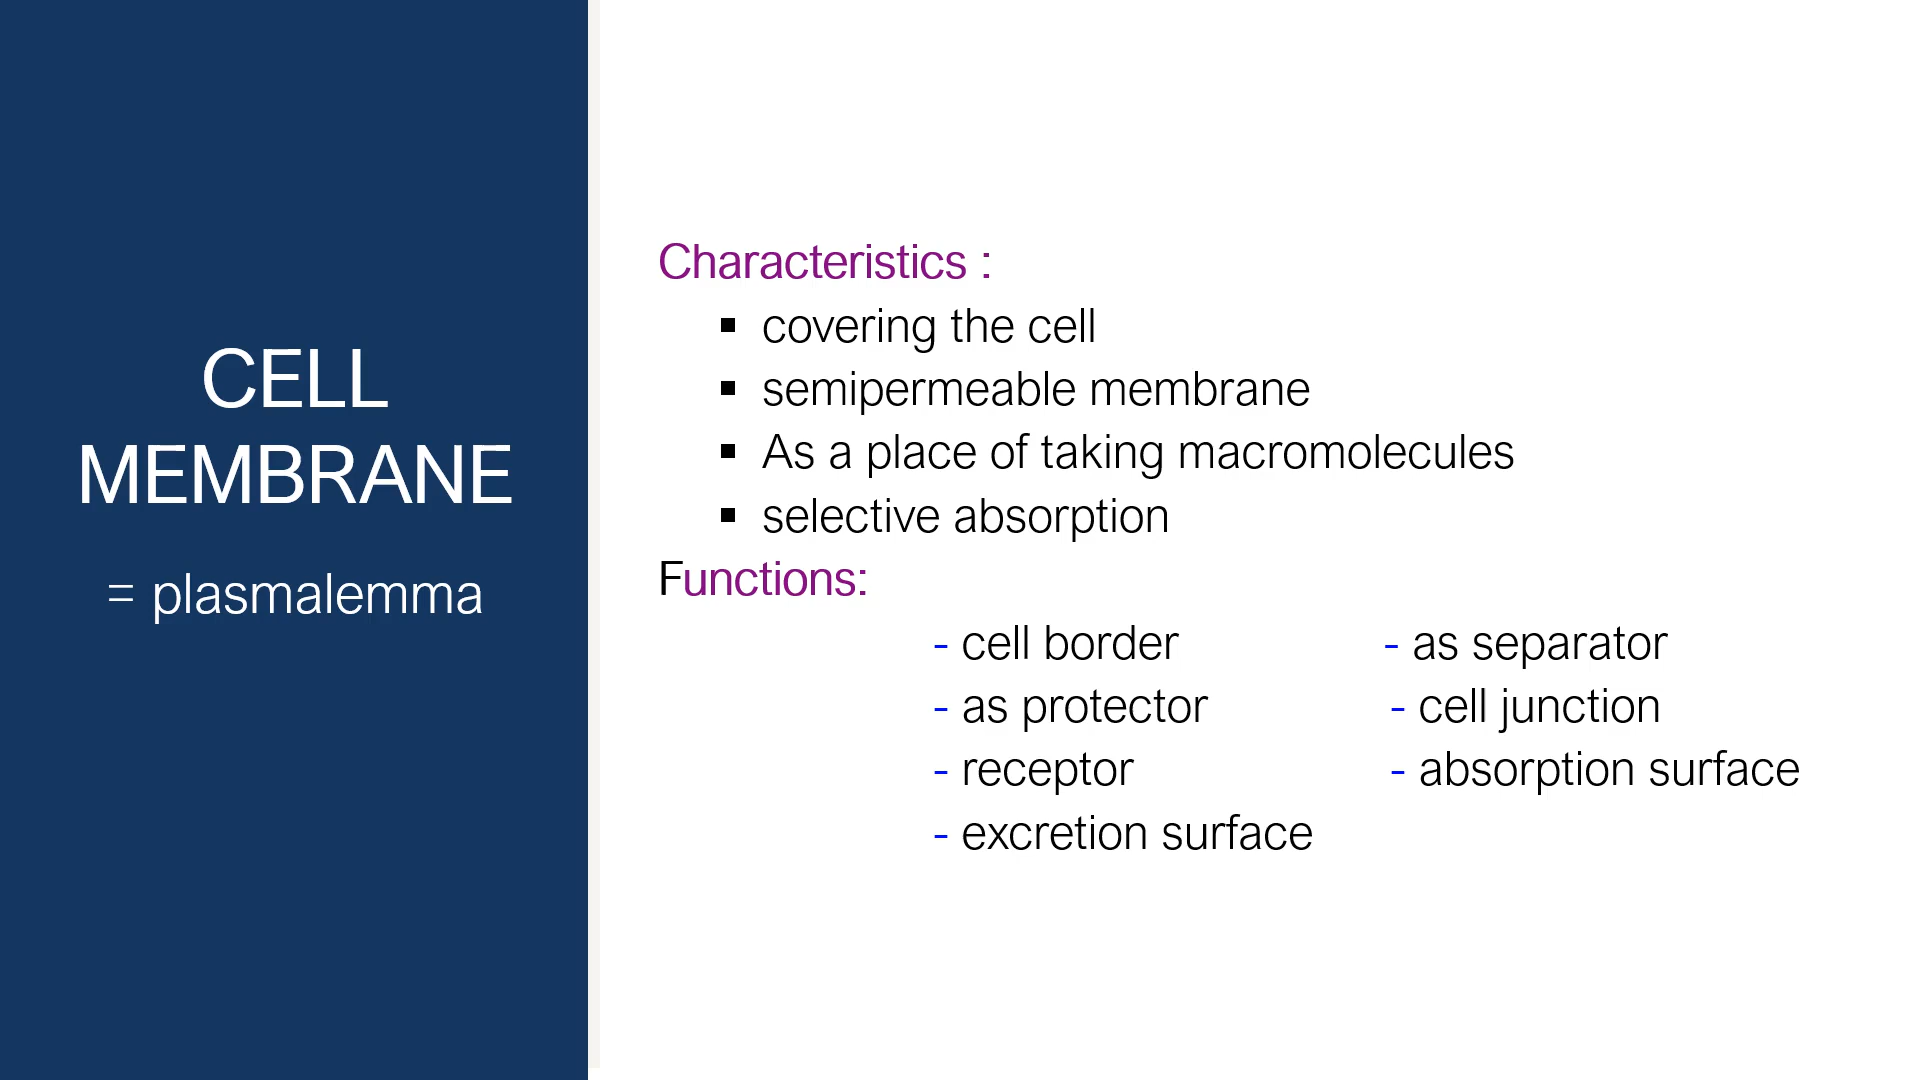 CELL
MEMBRANE
= plasmalemma
Characteristics :
▪ covering the cell
▪ semipermeable membrane
▪ As a place of taking macromolecules
▪ selective absorption
Functions:
- cell border - as separator
- as protector - cell junction
- receptor - absorption surface
- excretion surface